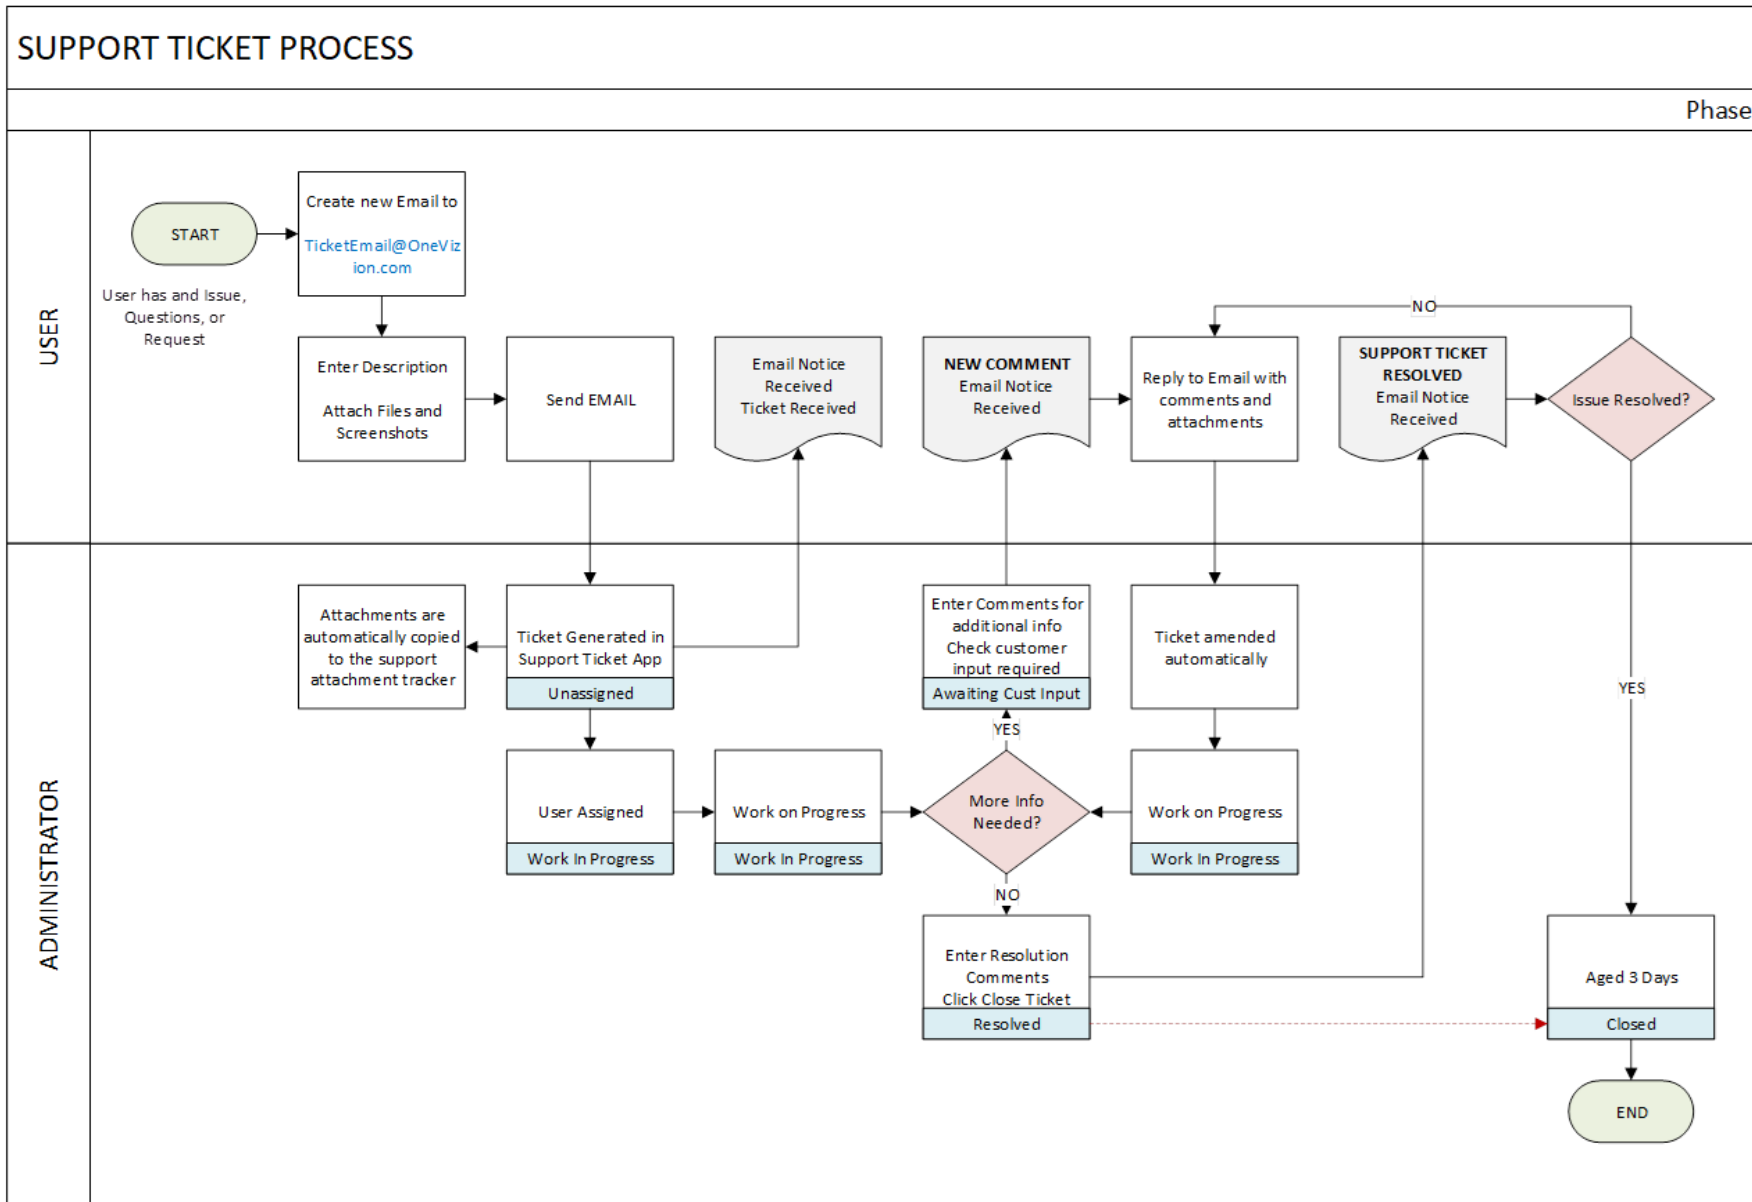 SUPPORT TICKET PROCESS
Phase
USER
START
User has and Issue,
Questions, or
Request
Create new Email to
TicketEmail@OneViz
ion.com
Enter Description
Attach Files and
Screenshots
Send EMAIL
Email Notice
Received
Ticket Received
NEW COMMENT
Email Notice
Received
Reply to Email with
comments and
attachments
NO
SUPPORT TICKET
RESOLVED
Email Notice
Received
Issue Resolved?
YES
ADMINISTRATOR
Attachments are
automatically copied
to the support
attachment tracker
Ticket Generated in
Support Ticket App
Unassigned
Enter Comments for
additional info
Check customer
input required
Awaiting Cust Input
Ticket amended
automatically
YES
User Assigned
Work In Progress
Work on Progress
Work In Progress
More Info
Needed?
Work on Progress
Work In Progress
NO
Enter Resolution
Comments
Click Close Ticket
Resolved
Aged 3 Days
Closed
END